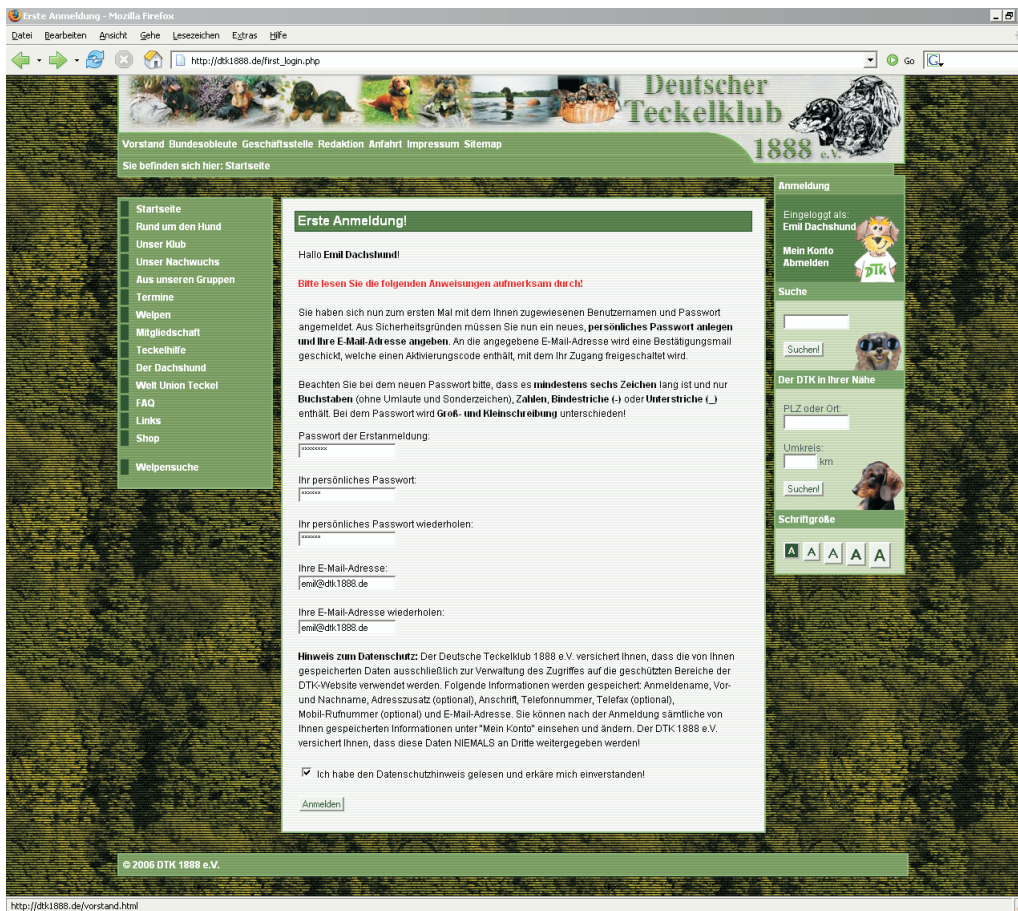 Erste Anmeldung - Mozilla Firefox
Datei Bearbeiten Ansicht Gehe Lesezeichen Extras Hilfe
http://dtk1888.de/first_login.php
Go
G
Deutscher
Teckelklub
1888 e.V.
Vorstand Bundesobleute Geschäftsstelle Redaktion Anfahrt Impressum Sitemap
Sie befinden sich hier: Startseite
Startseite
Rund um den Hund
Unser Klub
Unser Nachwuchs
Aus unseren Gruppen
Termine
Welpen
Mitgliedschaft
Teckelhilfe
Der Dachshund
Welt Union Teckel
FAQ
Links
Shop
Welpensuche
Erste Anmeldung!
Hallo Emil Dachshund!
Bitte lesen Sie die folgenden Anweisungen aufmerksam durch!
Sie haben sich nun zum ersten Mal mit dem Ihnen zugewiesenen Benutzernamen und Passwort
angemeldet. Aus Sicherheitsgründen müssen Sie nun ein neues, persönliches Passwort anlegen
und Ihre E-Mail-Adresse angeben. An die angegebene E-Mail-Adresse wird eine Bestätigungsmail
geschickt, welche einen Aktivierungscode enthält, mit dem Ihr Zugang freigeschaltet wird.
Beachten Sie bei dem neuen Passwort bitte, dass es mindestens sechs Zeichen lang ist und nur
Buchstaben (ohne Umlaute und Sonderzeichen), Zahlen, Bindestriche (-) oder Unterstriche (_)
enthält. Bei dem Passwort wird Groß- und Kleinschreibung unterschieden!
Passwort der Erstanmeldung:
********
Ihr persönliches Passwort:
******
Ihr persönliches Passwort wiederholen:
******
Ihre E-Mail-Adresse:
emil@dtk1888.de
Ihre E-Mail-Adresse wiederholen:
emil@dtk1888.de
Hinweis zum Datenschutz: Der Deutsche Teckelklub 1888 e.V. versichert Ihnen, dass die von Ihnen
gespeicherten Daten ausschließlich zur Verwaltung des Zugriffes auf die geschützten Bereiche der
DTK-Website verwendet werden. Folgende Informationen werden gespeichert: Anmeldename, Vor-
und Nachname, Adresszusatz (optional), Anschrift, Telefonnummer, Telefax (optional),
Mobil-Rufnummer (optional) und E-Mail-Adresse. Sie können nach der Anmeldung sämtliche von
Ihnen gespeicherten Informationen unter "Mein Konto" einsehen und ändern. Der DTK 1888 e.V.
versichert Ihnen, dass diese Daten NIEMALS an Dritte weitergegeben werden!
Ich habe den Datenschutzhinweis gelesen und erkäre mich einverstanden!
Anmelden
Anmeldung
Eingeloggt als:
Emil Dachshund
Mein Konto
Abmelden
DTK
Suche
Suchen!
Der DTK in Ihrer Nähe
PLZ oder Ort:
Umkreis:
km
Suchen!
Schriftgröße
A A A A A
© 2006 DTK 1888 e.V.
http://dtk1888.de/vorstand.html